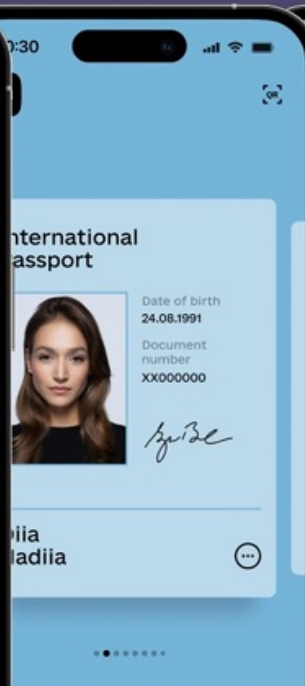 0:30
QR
nternational
assport
Date of birth
24.08.1991
Document
number
XX000000
iia
adiia